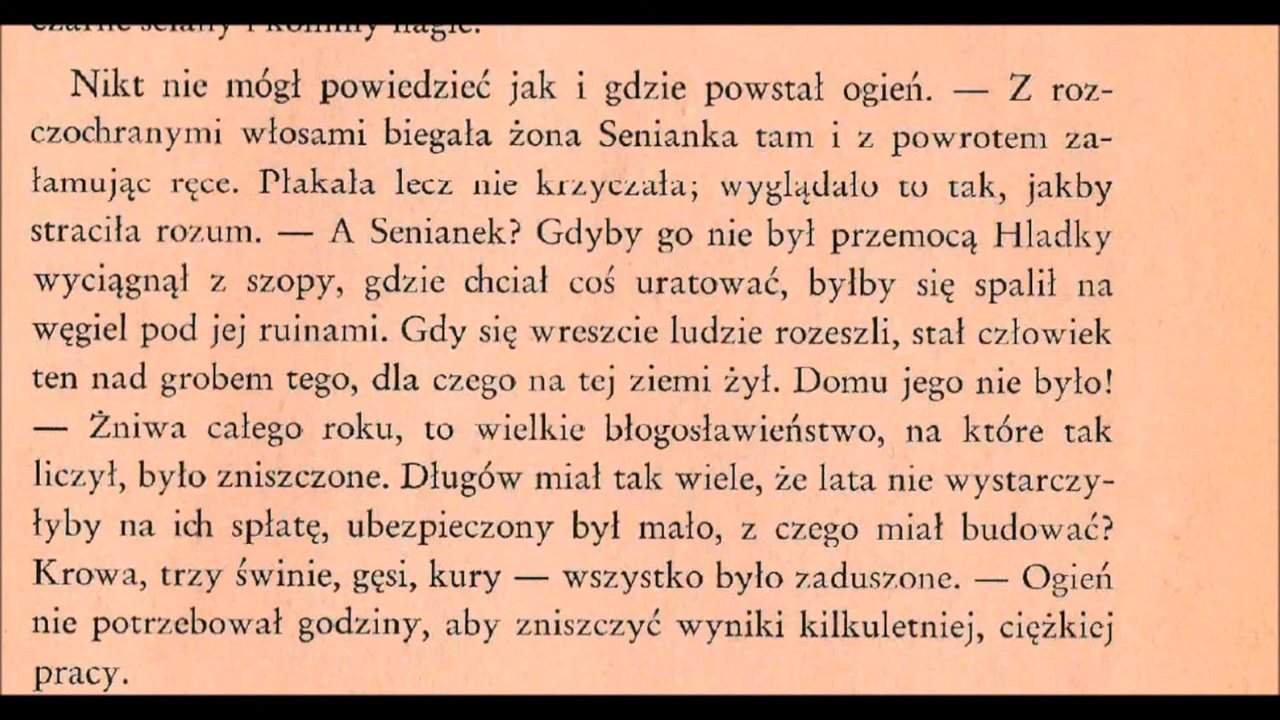 czarne ściany i kominy nagie.
Nikt nie mógł powiedzieć jak i gdzie powstał ogień. — Z roz-
czochranymi włosami biegała żona Senianka tam i z powrotem za-
łamując ręce. Płakała lecz nie krzyczała; wyglądało to tak, jakby
straciła rozum. — A Senianek? Gdyby go nie był przemocą Hladky
wyciągnął z szopy, gdzie chciał coś uratować, byłby się spalił na
węgiel pod jej ruinami. Gdy się wreszcie ludzie rozeszli, stał człowiek
ten nad grobem tego, dla czego na tej ziemi żył. Domu jego nie było!
— Żniwa całego roku, to wielkie błogosławieństwo, na które tak
liczył, było zniszczone. Długów miał tak wiele, że lata nie wystarczy-
łyby na ich spłatę, ubezpieczony był mało, z czego miał budować?
Krowa, trzy świnie, gęsi, kury — wszystko było zaduszone. — Ogień
nie potrzebował godziny, aby zniszczyć wyniki kilkuletniej, ciężkiej
pracy.